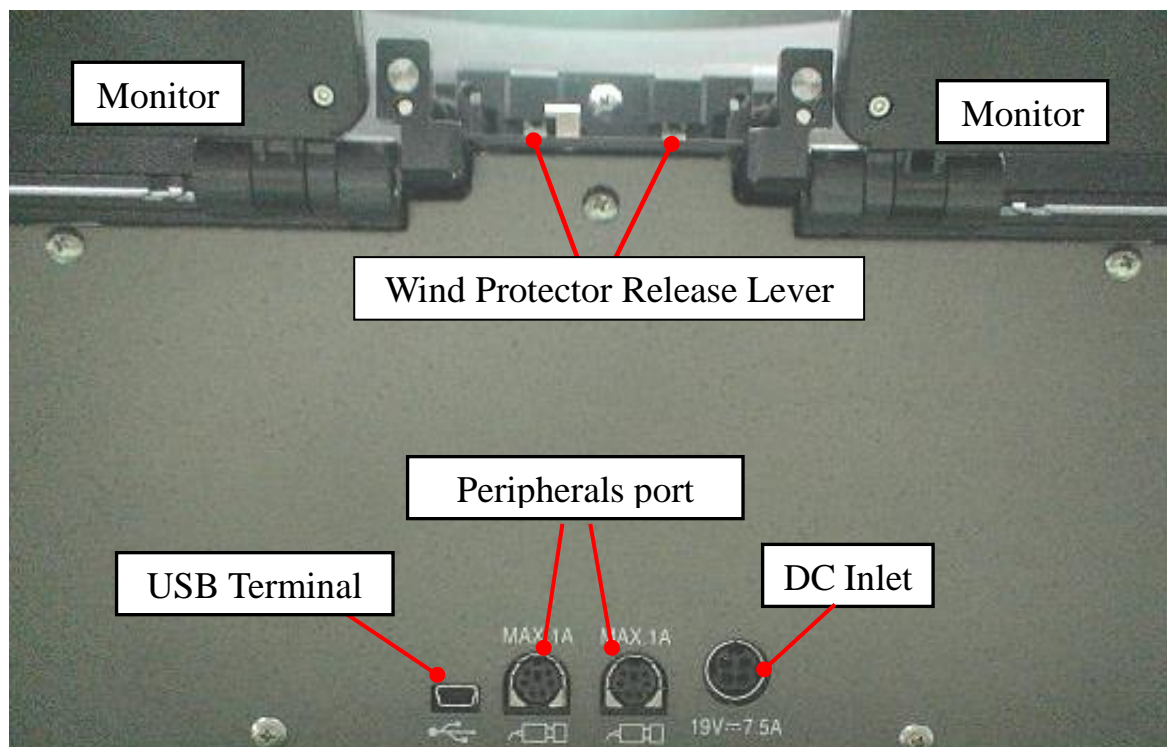 Monitor
Monitor
Wind Protector Release Lever
Peripherals port
USB Terminal
DC Inlet
MAX.1A
MAX.1A
19V⎓7.5A